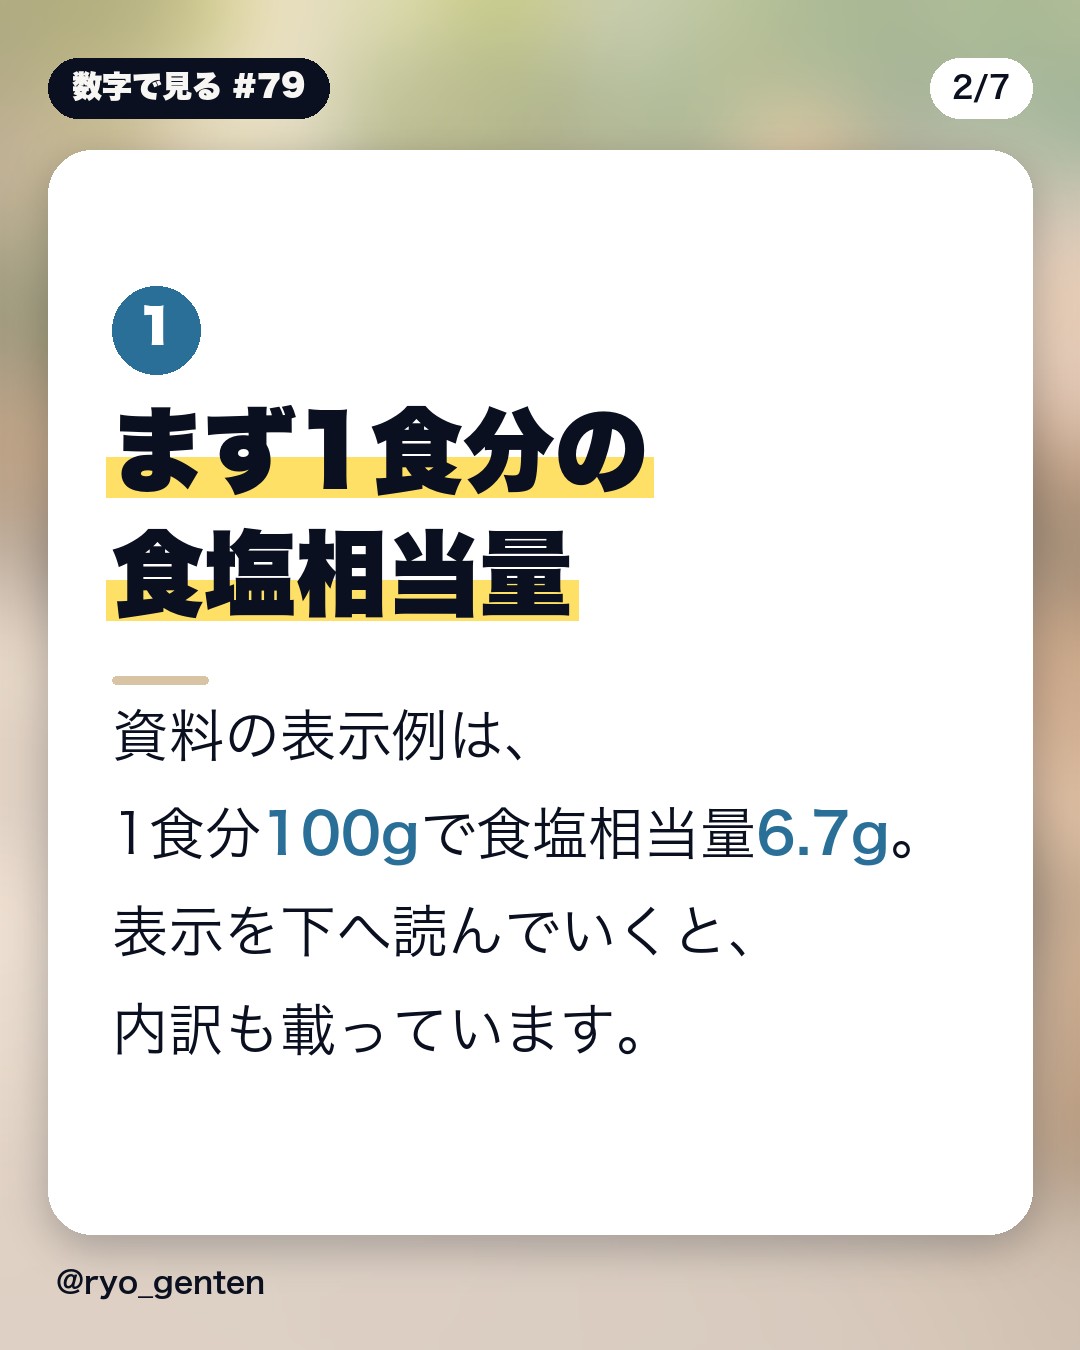 数字で見る #79
2/7
1
まず1食分の
食塩相当量
資料の表示例は、
1食分100gで食塩相当量6.7g。
表示を下へ読んでいくと、
内訳も載っています。
@ryo_genten